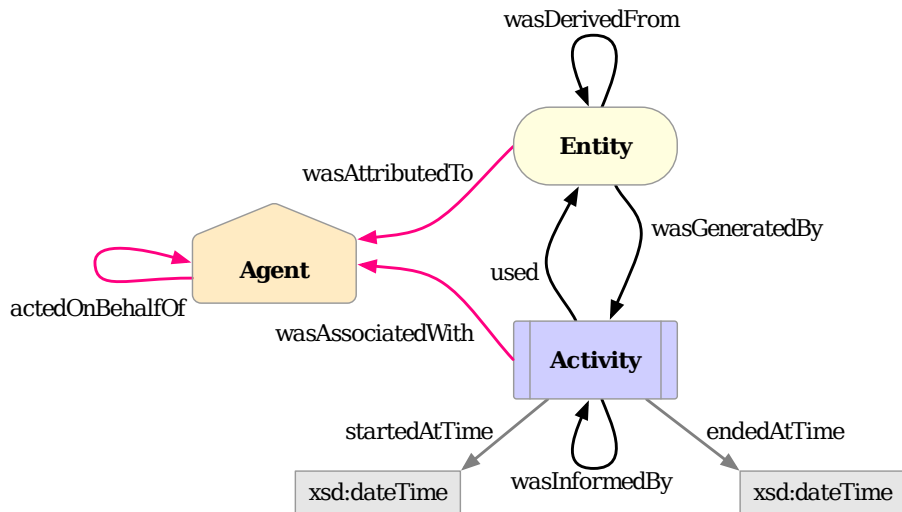 wasDerivedFrom
Entity
wasAttributedTo
wasGeneratedBy
Agent
used
actedOnBehalfOf
wasAssociatedWith
Activity
startedAtTime
endedAtTime
wasInformedBy
xsd:dateTime
xsd:dateTime